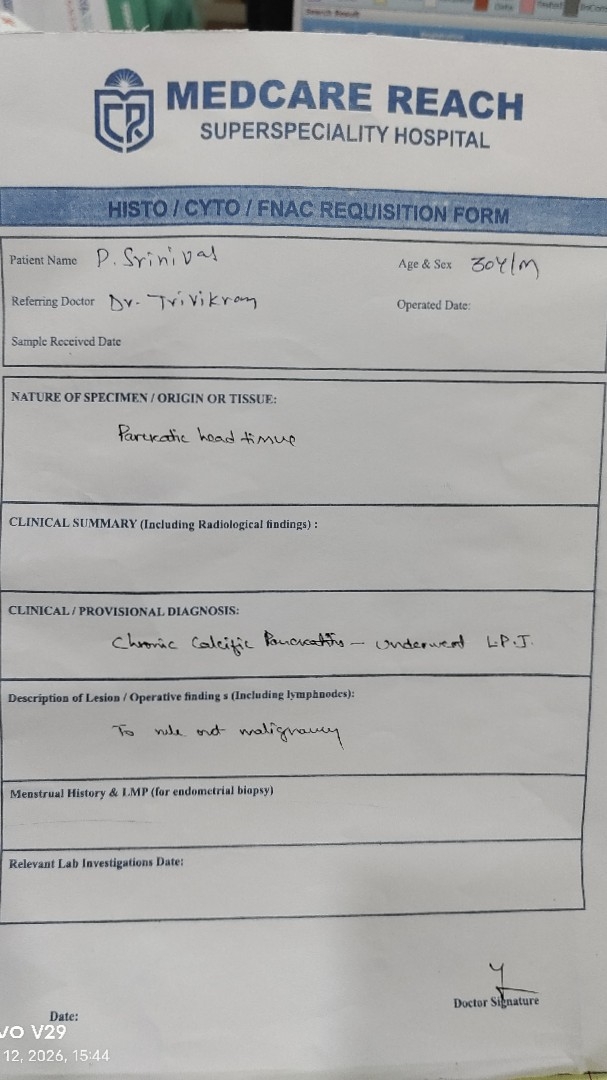 Search Result
MEDCARE REACH
SUPERSPECIALITY HOSPITAL
HISTO / CYTO / FNAC REQUISITION FORM
Patient Name P. Srinivas Age & Sex 30Y/M
Referring Doctor Dr. Trivikram Operated Date:
Sample Received Date
NATURE OF SPECIMEN / ORIGIN OR TISSUE:
Pancreatic head tissue
CLINICAL SUMMARY (Including Radiological findings) :
CLINICAL / PROVISIONAL DIAGNOSIS:
Chronic Calcific Pancreatitis - underwent L.P.J.
Description of Lesion / Operative finding s (Including lymphnodes):
To rule out malignancy
Menstrual History & LMP (for endometrial biopsy)
Relevant Lab Investigations Date:
Doctor Signature
Date:
VO V29
12, 2026, 15:44